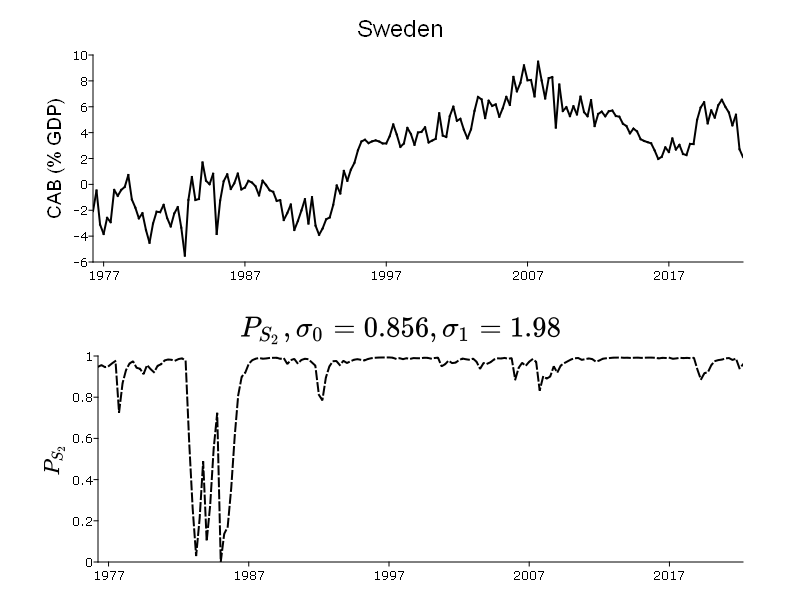 Sweden
CAB (% GDP)
10
8
6
4
2
0
−2
−4
−6
1977 1987 1997 2007 2017
P_{S_2}, σ_0 = 0.856, σ_1 = 1.98
P_{S_2}
1
0.8
0.6
0.4
0.2
0
1977 1987 1997 2007 2017